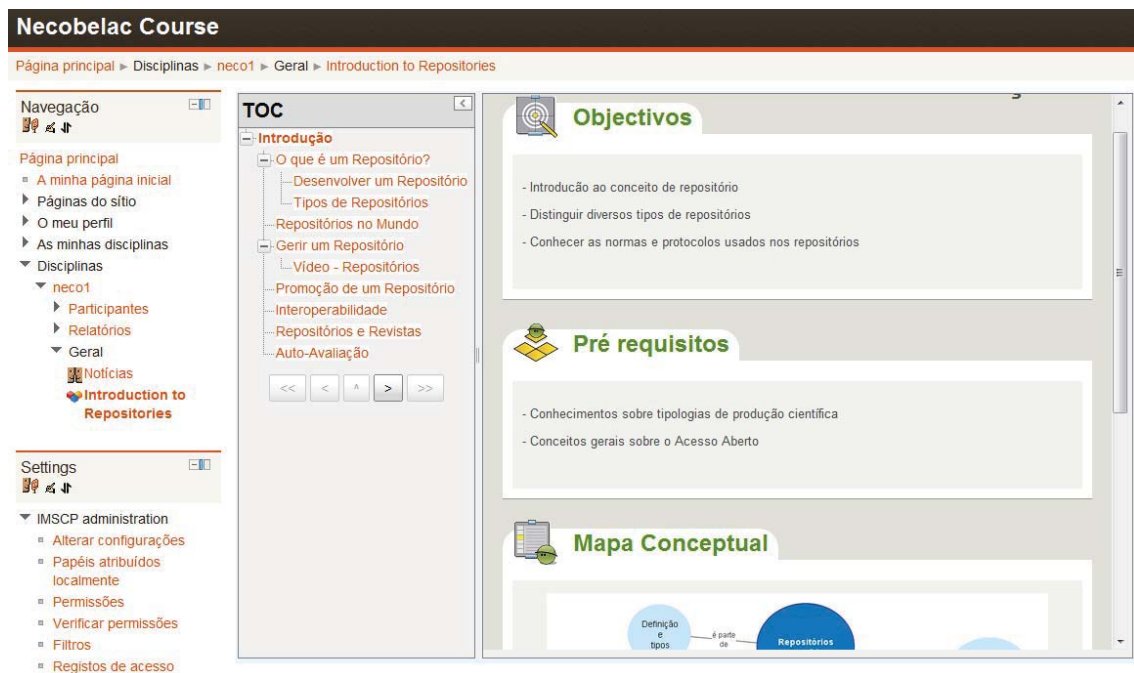 Necobelac Course
Página principal ► Disciplinas ► neco1 ► Geral ► Introduction to Repositories
Navegação
Página principal
A minha página inicial
Páginas do sítio
O meu perfil
As minhas disciplinas
Disciplinas
neco1
Participantes
Relatórios
Geral
Notícias
Introduction to
Repositories
Settings
IMSCP administration
Alterar configurações
Papéis atribuídos
localmente
Permissões
Verificar permissões
Filtros
Registos de acesso
TOC
Introdução
O que é um Repositório?
Desenvolver um Repositório
Tipos de Repositórios
Repositórios no Mundo
Gerir um Repositório
Vídeo - Repositórios
Promoção de um Repositório
Interoperabilidade
Repositórios e Revistas
Auto-Avaliação
<< < ^ > >>
Objectivos
- Introducão ao conceito de repositório
- Distinguir diversos tipos de repositórios
- Conhecer as normas e protocolos usados nos repositórios
Pré requisitos
- Conhecimentos sobre tipologias de produção científica
- Conceitos gerais sobre o Acesso Aberto
Mapa Conceptual
Definição
e
tipos
é parte
de
Repositórios